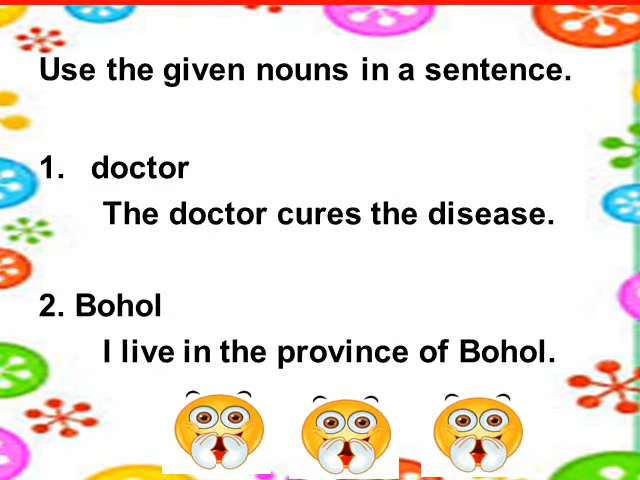 Use the given nouns in a sentence.
1. doctor
The doctor cures the disease.
2. Bohol
I live in the province of Bohol.